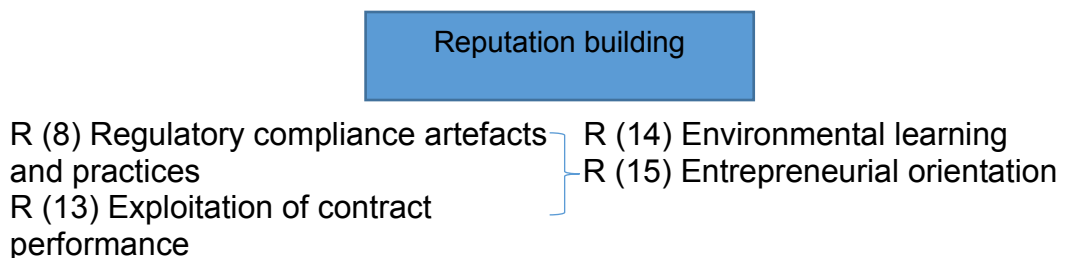 Reputation building
R (8) Regulatory compliance artefacts
and practices
R (13) Exploitation of contract
performance
R (14) Environmental learning
R (15) Entrepreneurial orientation